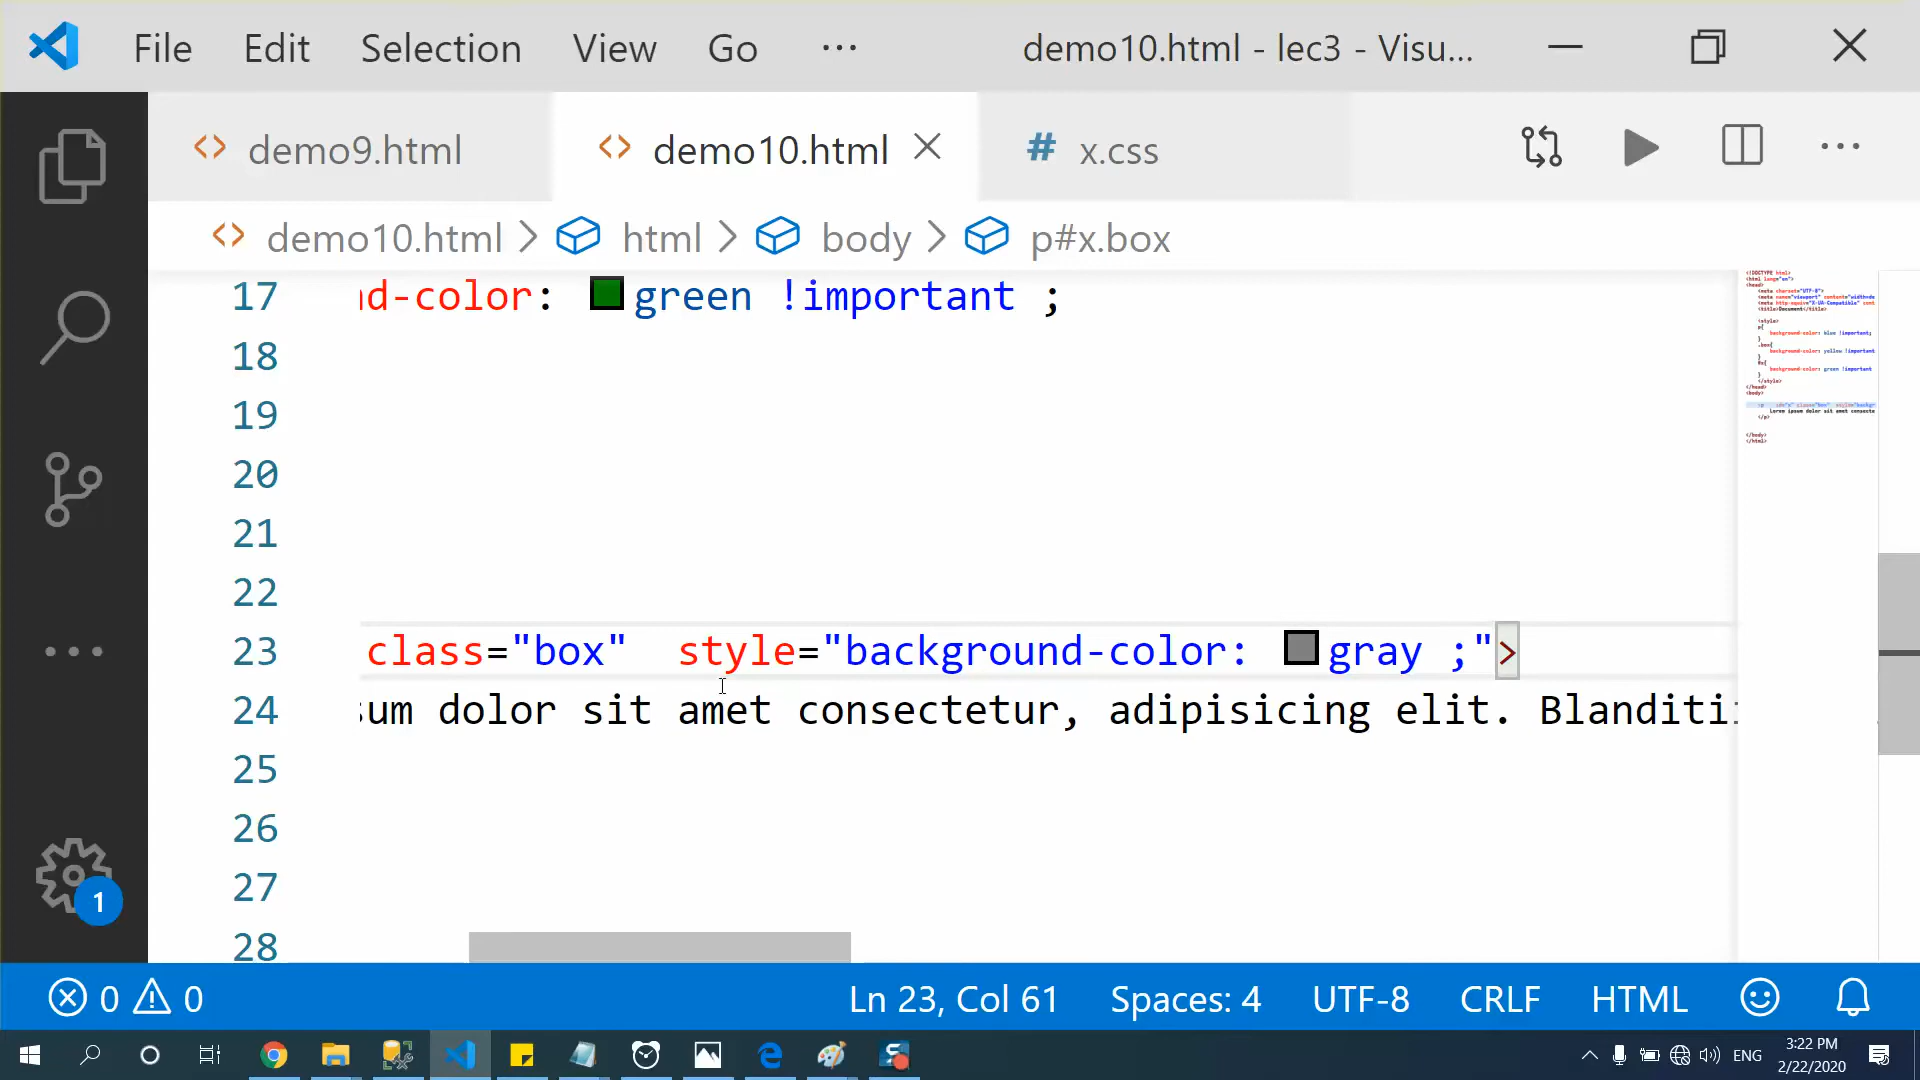 File Edit Selection View Go ··· demo10.html - lec3 - Visu...
demo9.html demo10.html # x.css
demo10.html > html > body > p#x.box
17 nd-color: green !important ;
18
19
20
21
22
23 class="box" style="background-color: gray ;">
24 sum dolor sit amet consectetur, adipisicing elit. Blanditii
25
26
27
28
1
0 0 Ln 23, Col 61 Spaces: 4 UTF-8 CRLF HTML
ENG 3:22 PM
2/22/2020